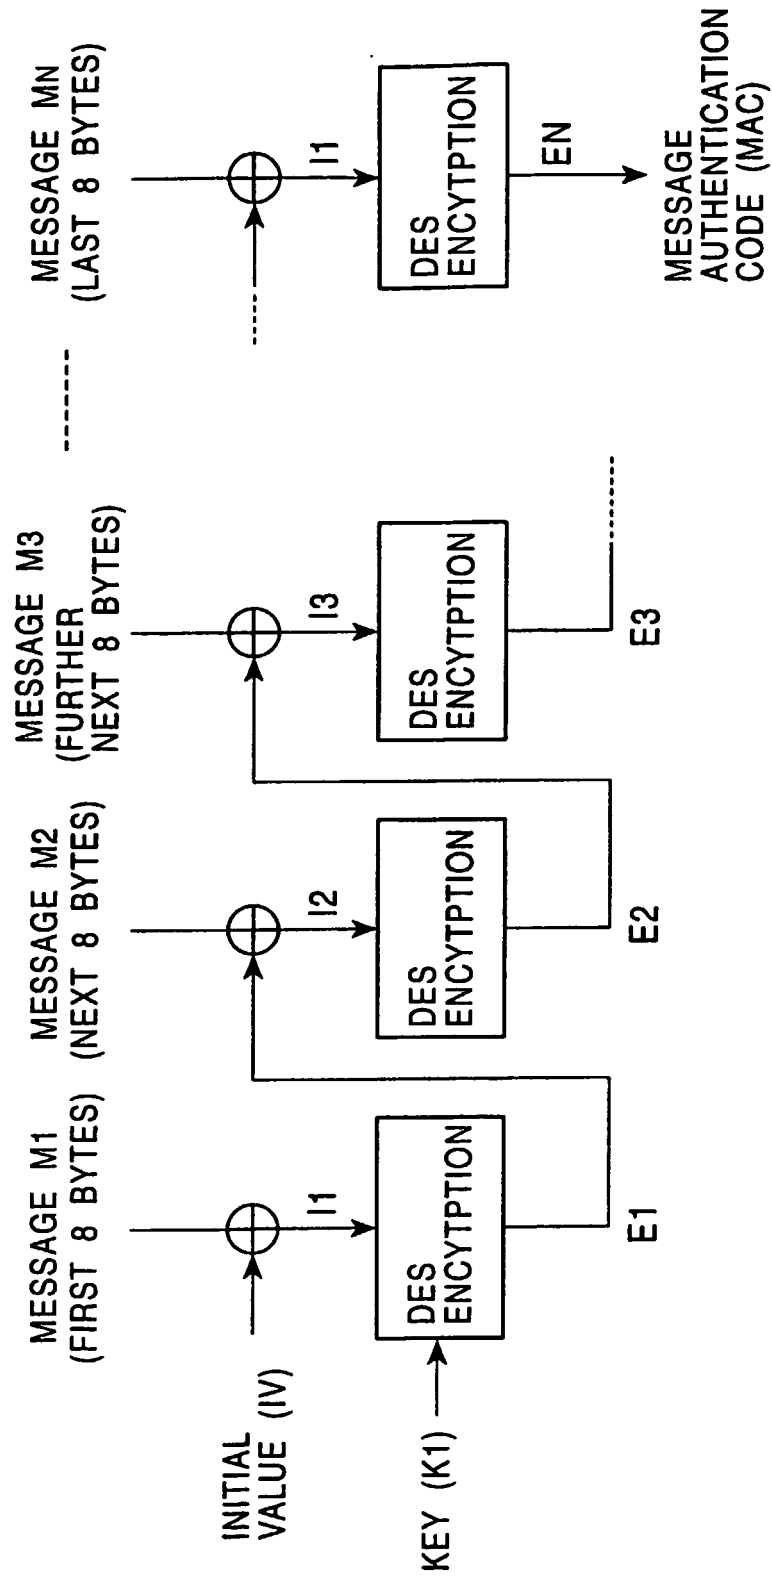 MESSAGE M1
(FIRST 8 BYTES)
MESSAGE M2
(NEXT 8 BYTES)
MESSAGE M3
(FURTHER
NEXT 8 BYTES)
MESSAGE MN
(LAST 8 BYTES)
INITIAL
VALUE (IV)
I1
I2
I3
I1
KEY (K1)
DES
ENCYTPTION
DES
ENCYTPTION
DES
ENCYTPTION
DES
ENCYTPTION
E1
E2
E3
EN
MESSAGE
AUTHENTICATION
CODE (MAC)